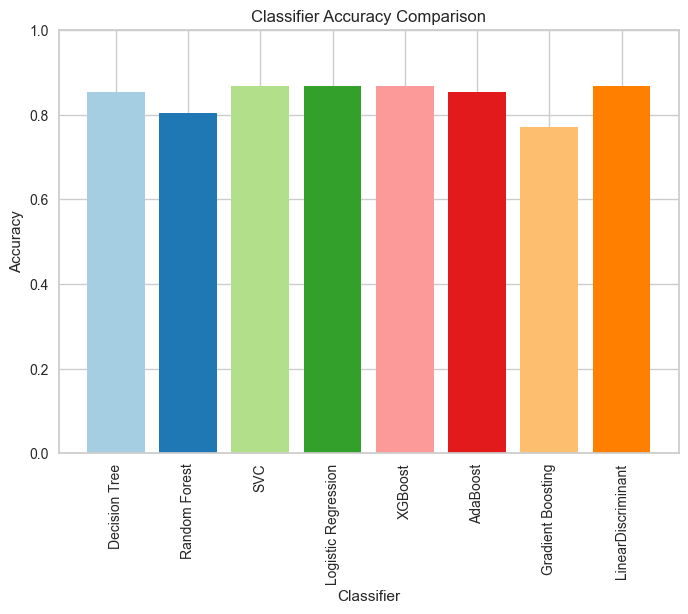 Classifier Accuracy Comparison
1.0
0.8
0.6
0.4
0.2
0.0
Accuracy
Decision Tree
Random Forest
SVC
Logistic Regression
XGBoost
AdaBoost
Gradient Boosting
LinearDiscriminant
Classifier